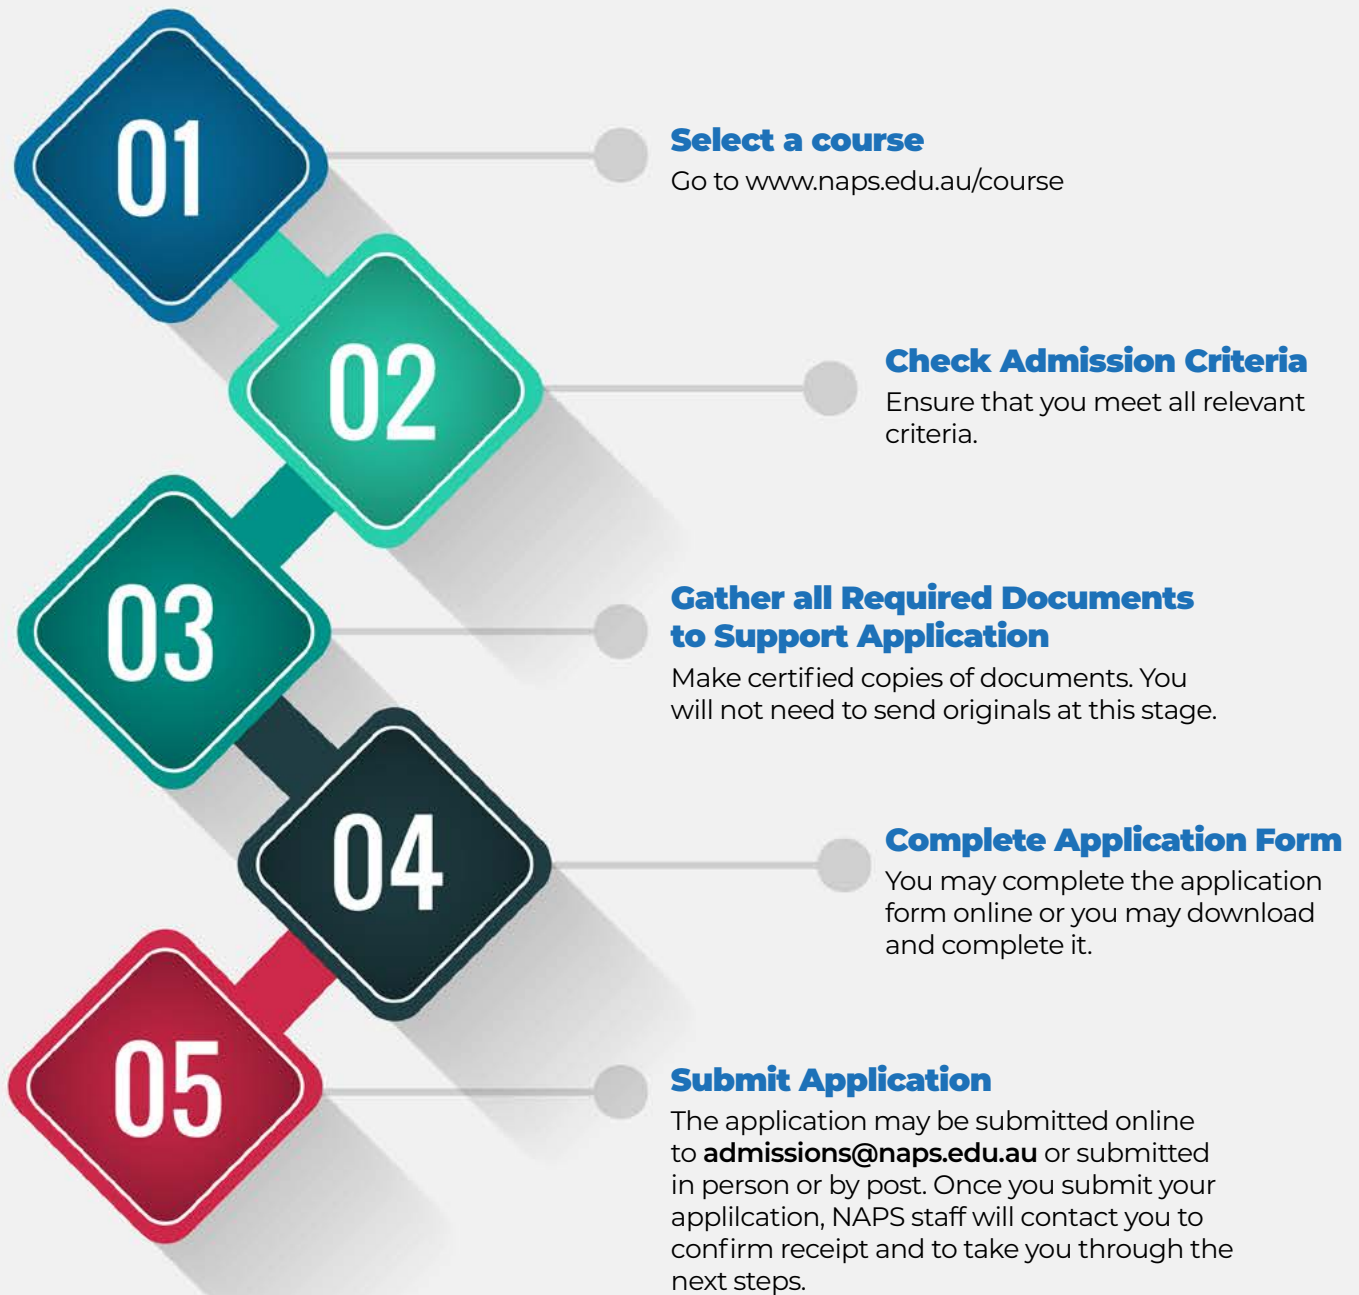 01
Select a course
Go to www.naps.edu.au/course
02
Check Admission Criteria
Ensure that you meet all relevant
criteria.
03
Gather all Required Documents
to Support Application
Make certified copies of documents. You
will not need to send originals at this stage.
04
Complete Application Form
You may complete the application
form online or you may download
and complete it.
05
Submit Application
The application may be submitted online
to admissions@naps.edu.au or submitted
in person or by post. Once you submit your
applilcation, NAPS staff will contact you to
confirm receipt and to take you through the
next steps.